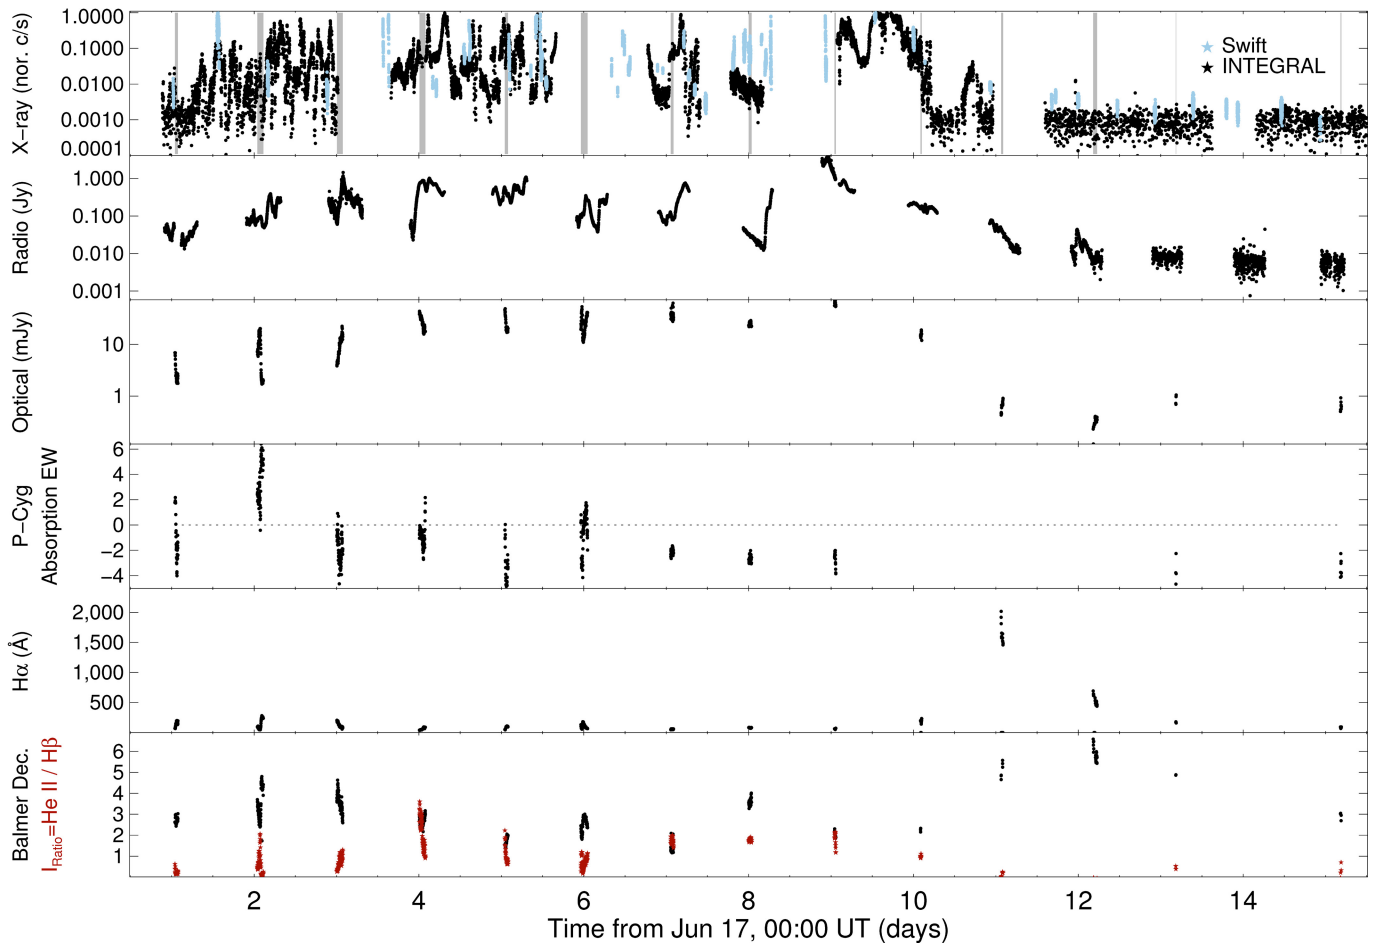 X−ray (nor. c/s)
1.0000
0.1000
0.0100
0.0010
0.0001
Swift
INTEGRAL
Radio (Jy)
1.000
0.100
0.010
0.001
Optical (mJy)
10
1
P−Cyg
Absorption EW
6
4
2
0
−2
−4
Hα (Å)
2,000
1,500
1,000
500
Balmer Dec.
I_Ratio=He II / Hβ
6
5
4
3
2
1
2 4 6 8 10 12 14
Time from Jun 17, 00:00 UT (days)